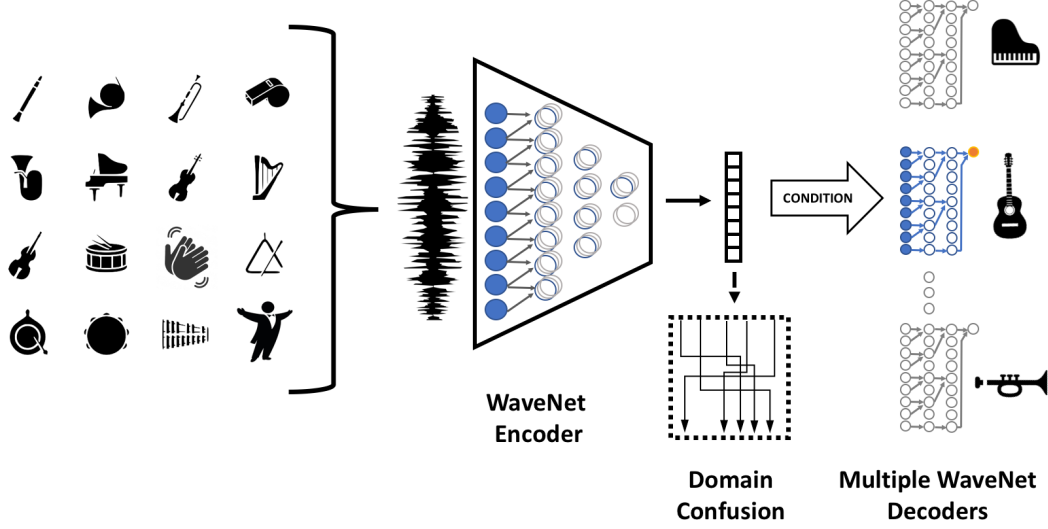 CONDITION
WaveNet
Encoder
Domain
Confusion
Multiple WaveNet
Decoders